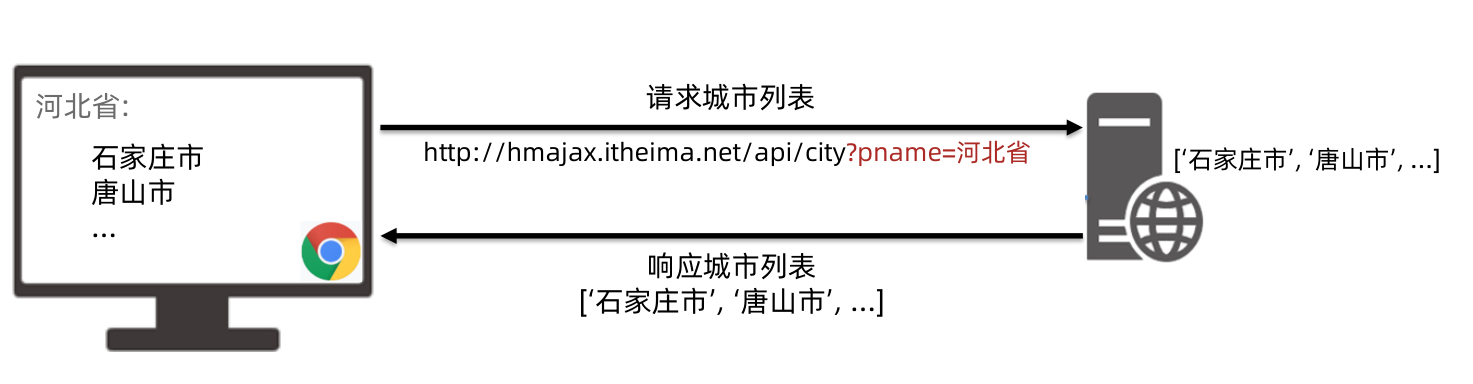 河北省:
石家庄市
唐山市
...
请求城市列表
http://hmajax.itheima.net/api/city?pname=河北省
响应城市列表
[‘石家庄市’, ‘唐山市’, ...]
[‘石家庄市’, ‘唐山市’, ...]